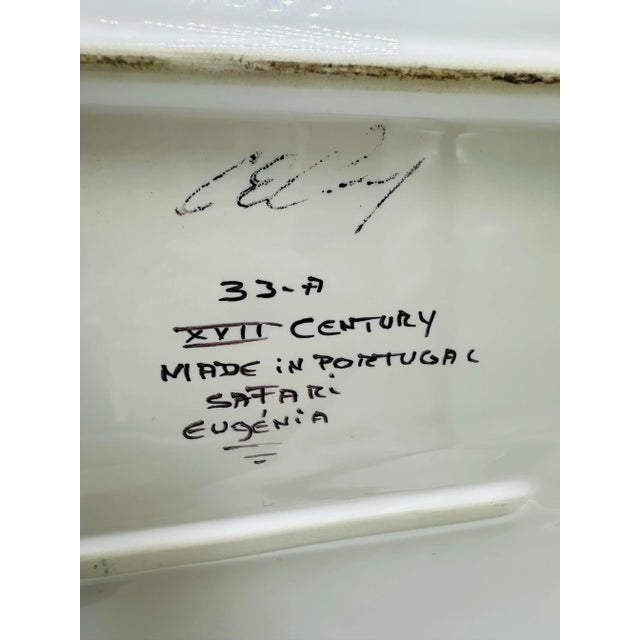 33-A
XVII CENTURY
MADE iN PORTUGAL
SAFARi
EUGÉNiA